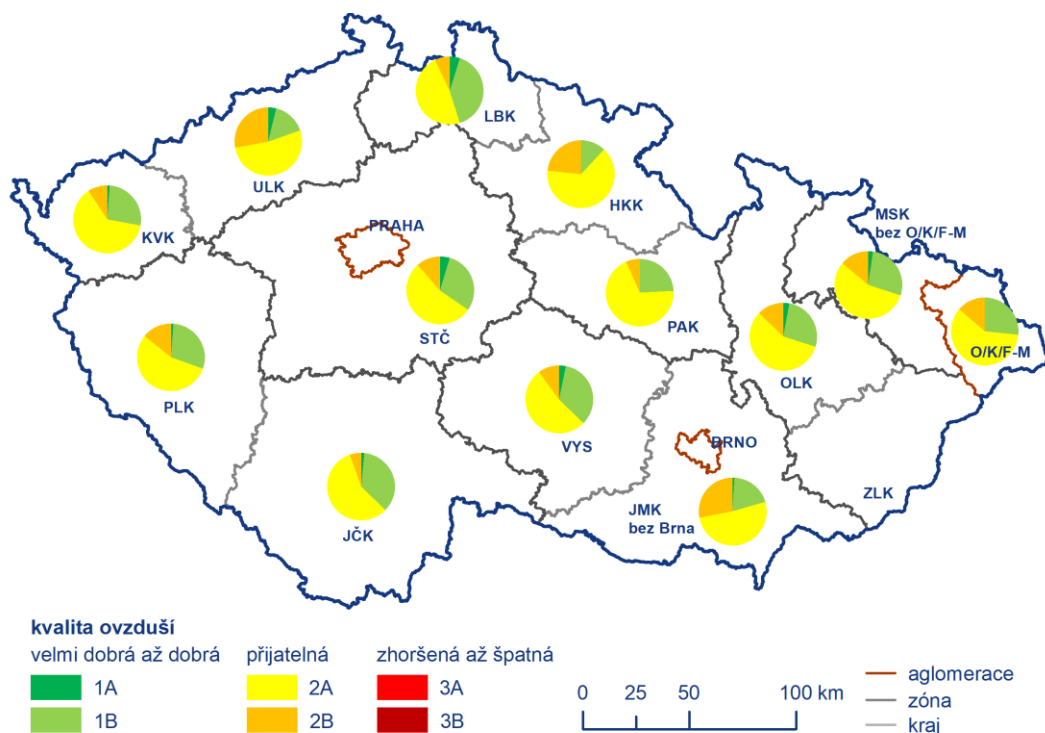 LBK
ULK
HKK
KVK
PRAHA
MSK
bez O/K/F-M
STČ
PAK
O/K/F-M
OLK
PLK
VYS
BRNO
ZLK
JČK
JMK
bez Brna
kvalita ovzduší
velmi dobrá až dobrá
přijatelná
zhoršená až špatná
1A
2A
3A
1B
2B
3B
0 25 50 100 km
aglomerace
zóna
kraj